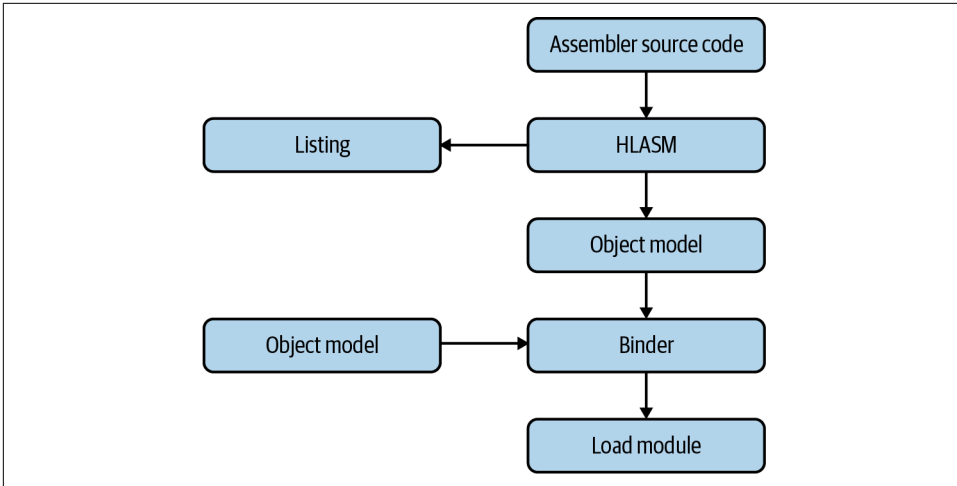 Assembler source code
Listing
HLASM
Object model
Object model
Binder
Load module